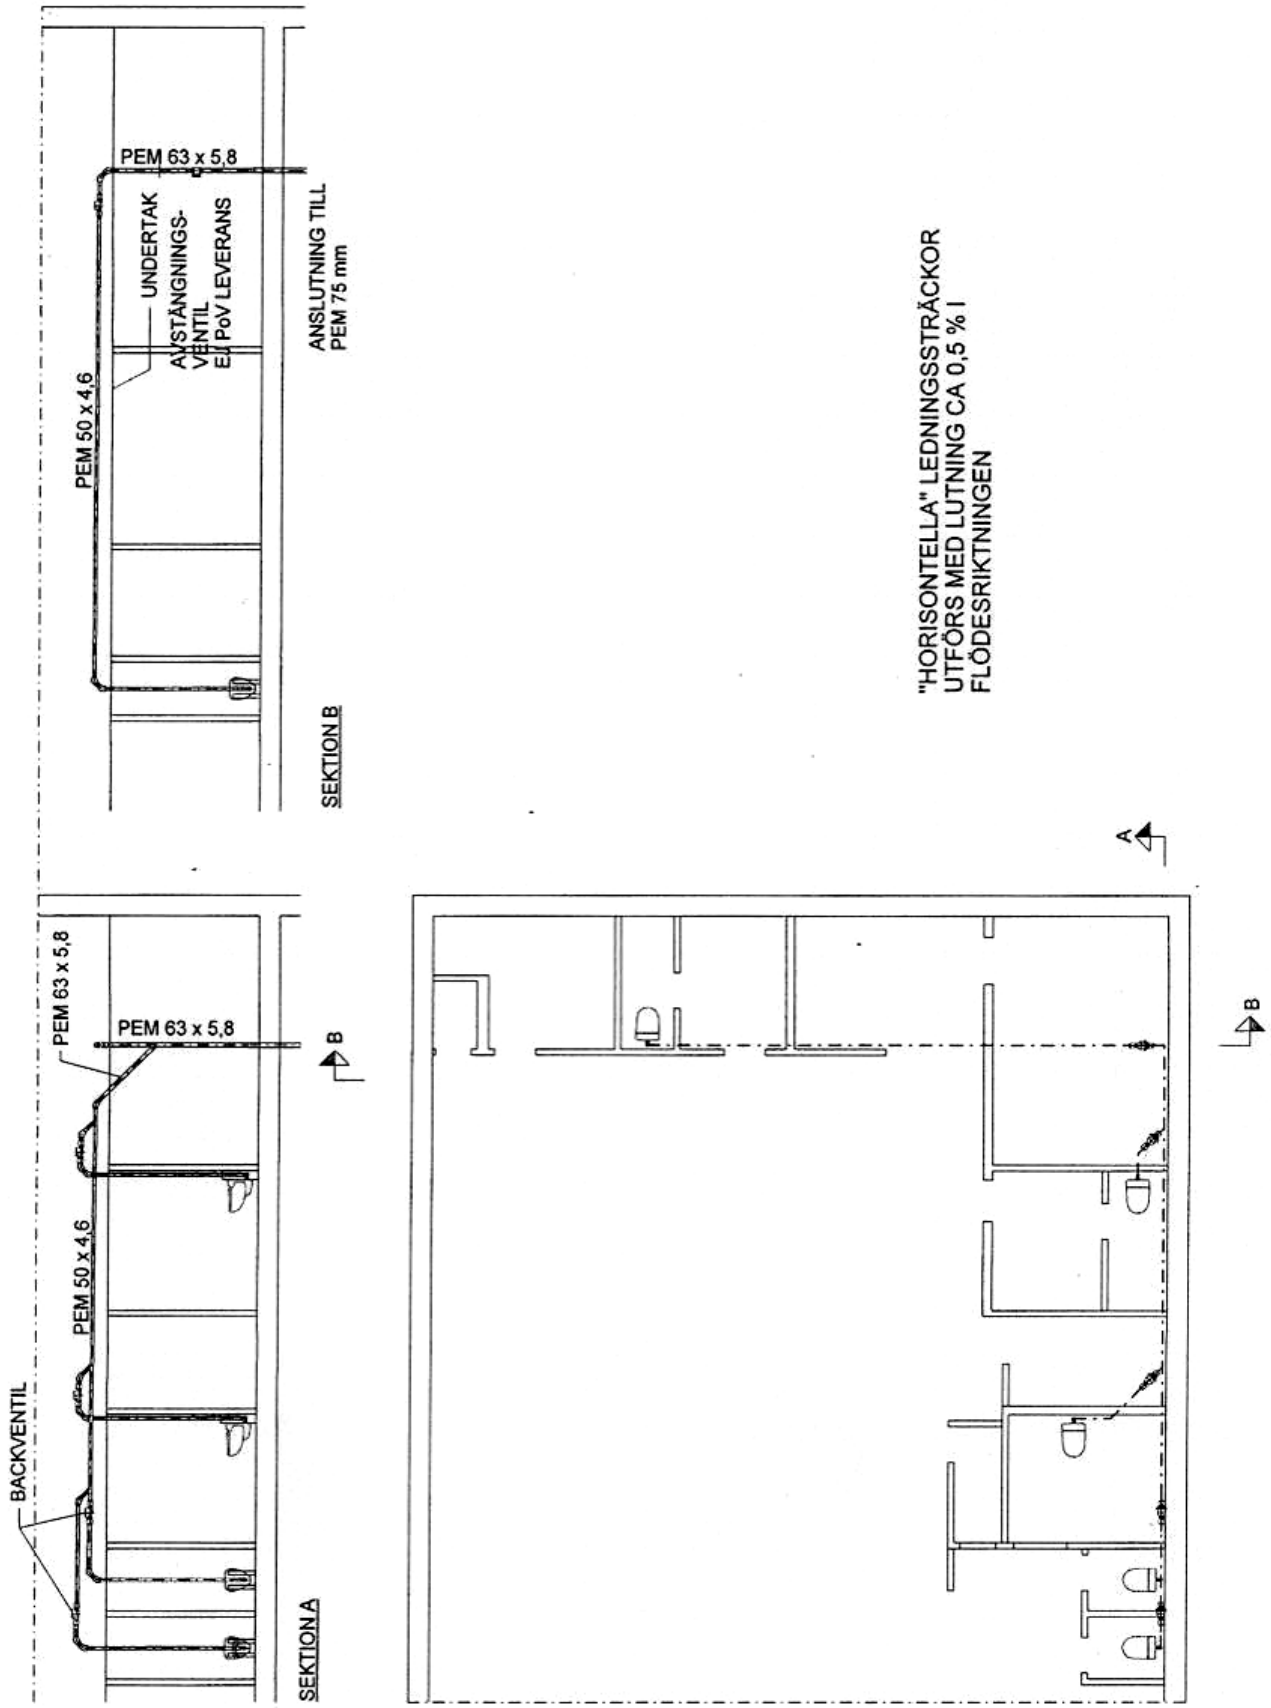 BACKVENTIL
PEM 63 x 5,8
PEM 50 x 4,6
PEM 63 x 5,8
B
SEKTION A
PEM 50 x 4,6
PEM 63 x 5,8
UNDERTAK
AVSTÄNGNINGS-
VENTIL
EJ PoV LEVERANS
ANSLUTNING TILL
PEM 75 mm
SEKTION B
A
B
"HORISONTELLA" LEDNINGSSTRÄCKOR
UTFÖRS MED LUTNING CA 0,5 % I
FLÖDESRIKTNINGEN